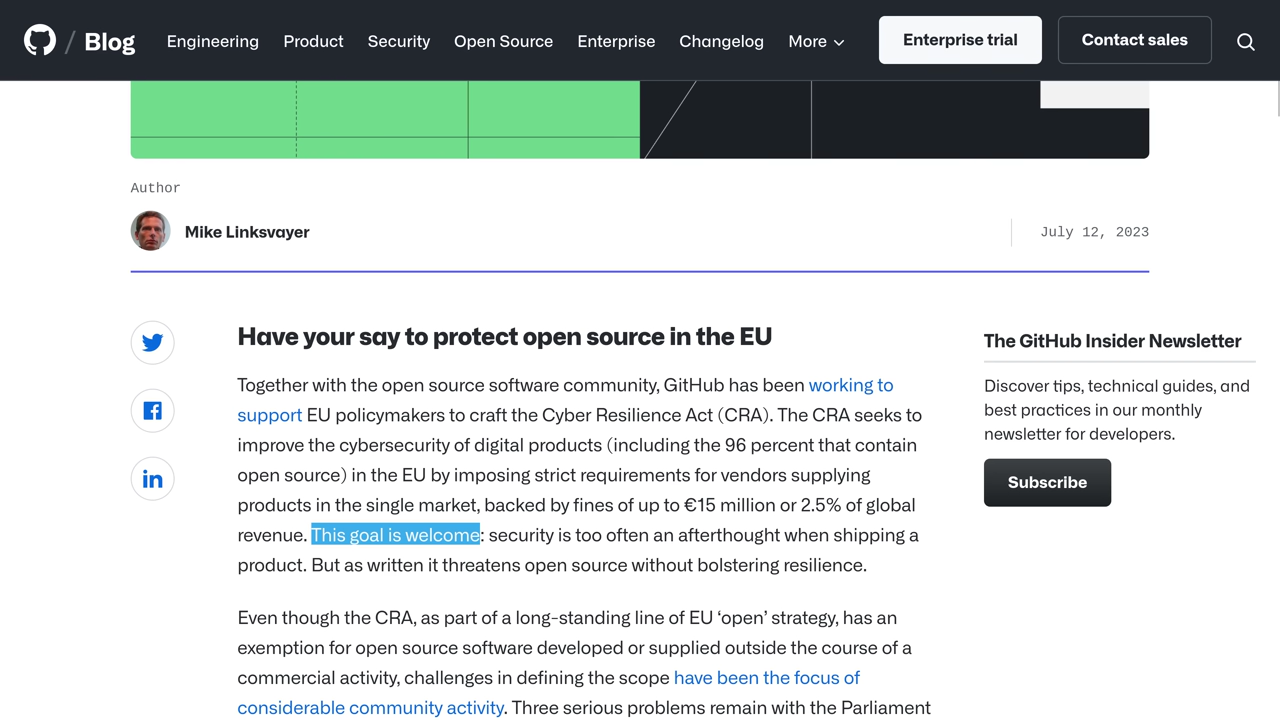 / Blog Engineering Product Security Open Source Enterprise Changelog More Enterprise trial Contact sales
Author
Mike Linksvayer
July 12, 2023
Have your say to protect open source in the EU
Together with the open source software community, GitHub has been working to
support EU policymakers to craft the Cyber Resilience Act (CRA). The CRA seeks to
improve the cybersecurity of digital products (including the 96 percent that contain
open source) in the EU by imposing strict requirements for vendors supplying
products in the single market, backed by fines of up to €15 million or 2.5% of global
revenue. This goal is welcome: security is too often an afterthought when shipping a
product. But as written it threatens open source without bolstering resilience.
Even though the CRA, as part of a long-standing line of EU ‘open’ strategy, has an
exemption for open source software developed or supplied outside the course of a
commercial activity, challenges in defining the scope have been the focus of
considerable community activity. Three serious problems remain with the Parliament
The GitHub Insider Newsletter
Discover tips, technical guides, and
best practices in our monthly
newsletter for developers.
Subscribe